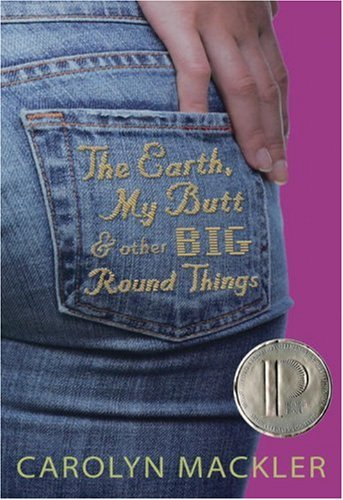 The Earth,
My Butt
& other BIG
Round Things
CAROLYN MACKLER